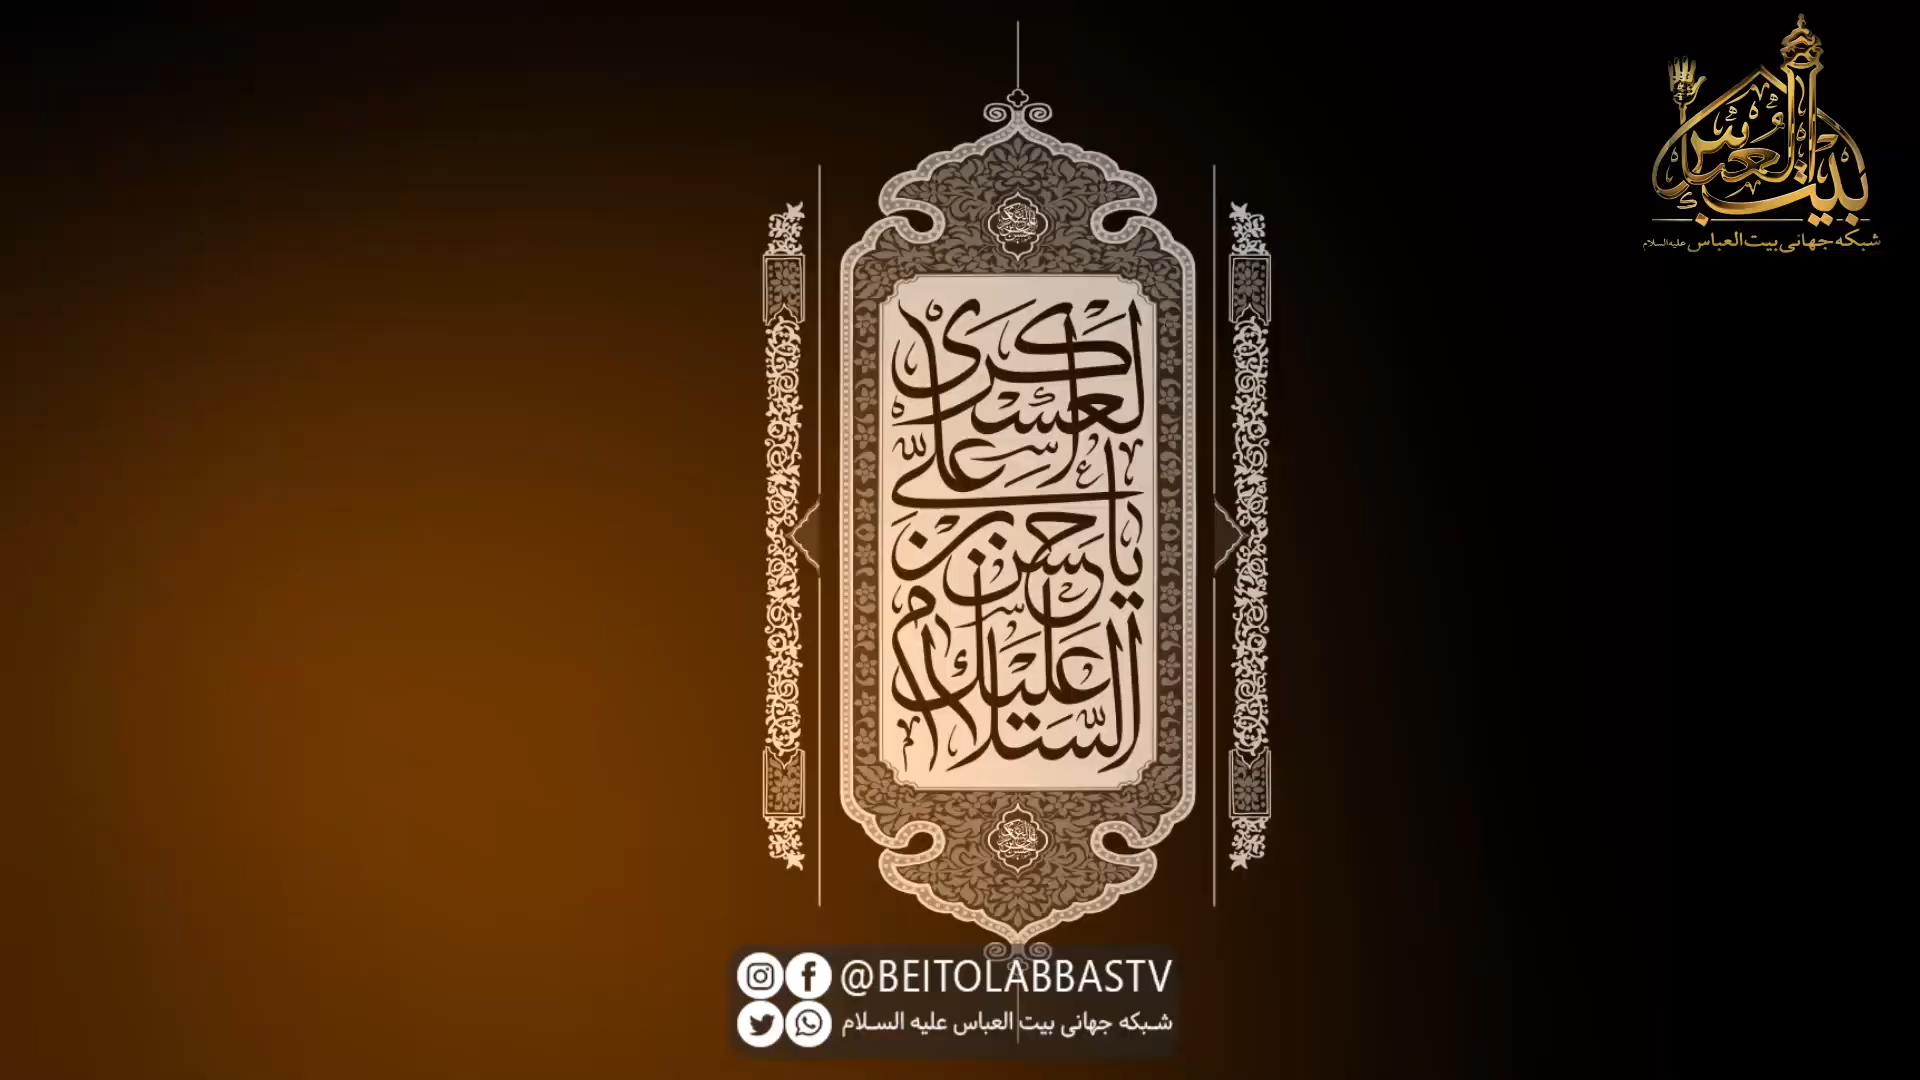 بیت العباس
شبکه جهانی بیت العباس علیه السلام
السلام علیک
یا حسن بن علی
العسکری
@BEITOLABBASTV
شبکه جهانی بیت العباس علیه السلام